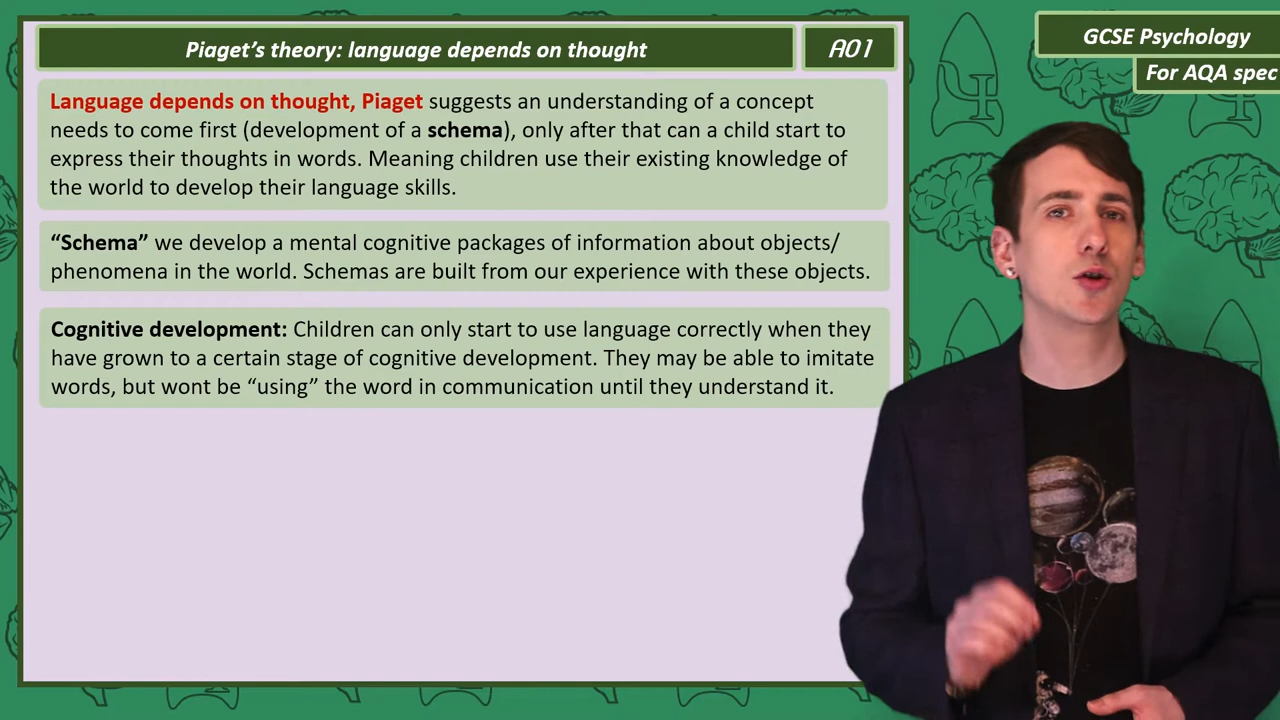 Piaget's theory: language depends on thought
AO1
GCSE Psychology
For AQA spec
Language depends on thought, Piaget suggests an understanding of a concept
needs to come first (development of a schema), only after that can a child start to
express their thoughts in words. Meaning children use their existing knowledge of
the world to develop their language skills.
“Schema” we develop a mental cognitive packages of information about objects/
phenomena in the world. Schemas are built from our experience with these objects.
Cognitive development: Children can only start to use language correctly when they
have grown to a certain stage of cognitive development. They may be able to imitate
words, but wont be “using” the word in communication until they understand it.